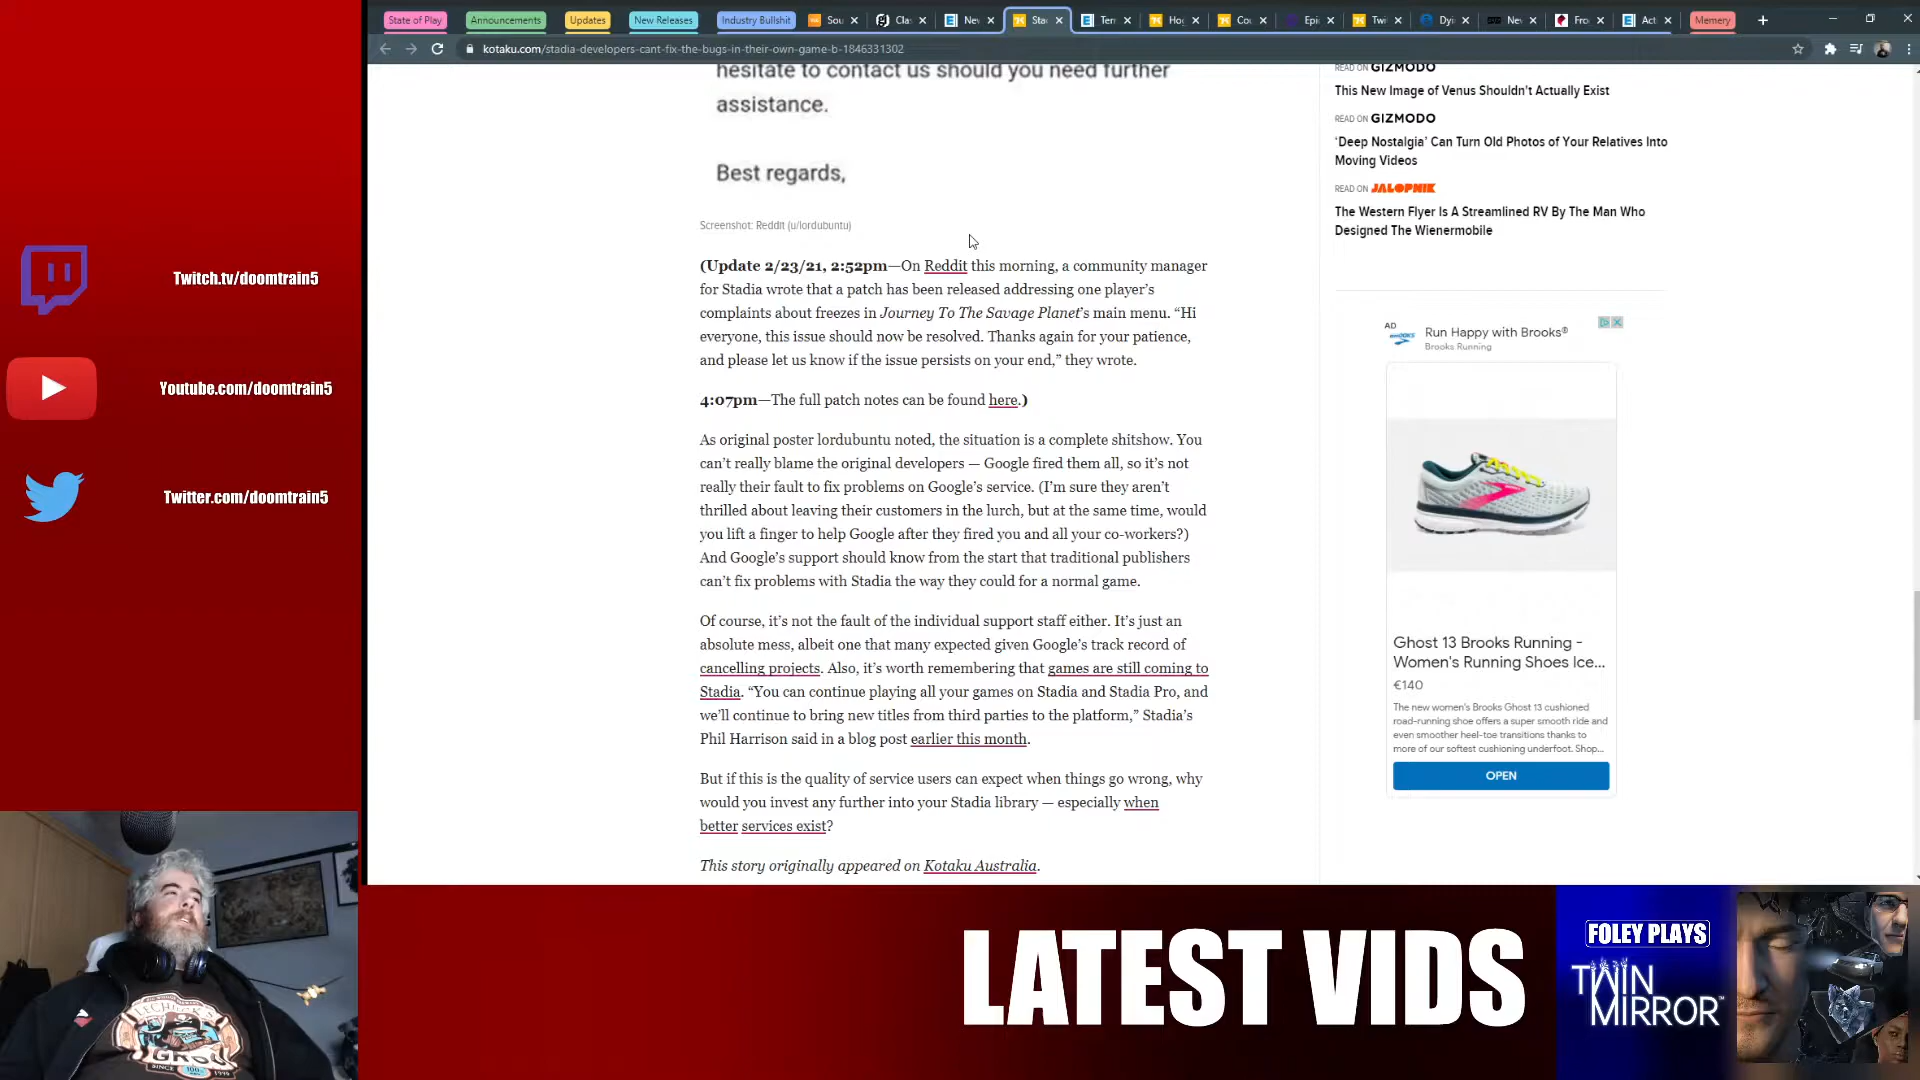 State of Play
Announcements
Updates
New Releases
Industry Bullshit
Sou
Clas
Nev
Stac
Terr
Hog
Cou
Epic
Twi
Dyi
Nev
Fro
Acti
Memery
kotaku.com/stadia-developers-cant-fix-the-bugs-in-their-own-game-b-1846331302
hesitate to contact us should you need further
assistance.
Best regards,
Screenshot: Reddit (u/lordubuntu)
(Update 2/23/21, 2:52pm—On Reddit this morning, a community manager
for Stadia wrote that a patch has been released addressing one player's
complaints about freezes in Journey To The Savage Planet's main menu. “Hi
everyone, this issue should now be resolved. Thanks again for your patience,
and please let us know if the issue persists on your end,” they wrote.
4:07pm—The full patch notes can be found here.)
As original poster lordubuntu noted, the situation is a complete shitshow. You
can't really blame the original developers — Google fired them all, so it's not
really their fault to fix problems on Google's service. (I'm sure they aren't
thrilled about leaving their customers in the lurch, but at the same time, would
you lift a finger to help Google after they fired you and all your co-workers?)
And Google's support should know from the start that traditional publishers
can't fix problems with Stadia the way they could for a normal game.
Of course, it's not the fault of the individual support staff either. It's just an
absolute mess, albeit one that many expected given Google's track record of
cancelling projects. Also, it's worth remembering that games are still coming to
Stadia. “You can continue playing all your games on Stadia and Stadia Pro, and
we'll continue to bring new titles from third parties to the platform,” Stadia's
Phil Harrison said in a blog post earlier this month.
But if this is the quality of service users can expect when things go wrong, why
would you invest any further into your Stadia library — especially when
better services exist?
This story originally appeared on Kotaku Australia.
READ ON GIZMODO
This New Image of Venus Shouldn't Actually Exist
READ ON GIZMODO
‘Deep Nostalgia’ Can Turn Old Photos of Your Relatives Into
Moving Videos
READ ON JALOPNIK
The Western Flyer Is A Streamlined RV By The Man Who
Designed The Wienermobile
AD
Run Happy with Brooks®
Brooks Running
Ghost 13 Brooks Running -
Women's Running Shoes Ice...
€140
The new women's Brooks Ghost 13 cushioned
road-running shoe offers a super smooth ride and
even smoother heel-toe transitions thanks to
more of our softest cushioning underfoot. Shop...
OPEN
Twitch.tv/doomtrain5
Youtube.com/doomtrain5
Twitter.com/doomtrain5
LECHUCK'S
GROG
SINCE
LATEST VIDS
FOLEY PLAYS
TWIN
MIRROR™